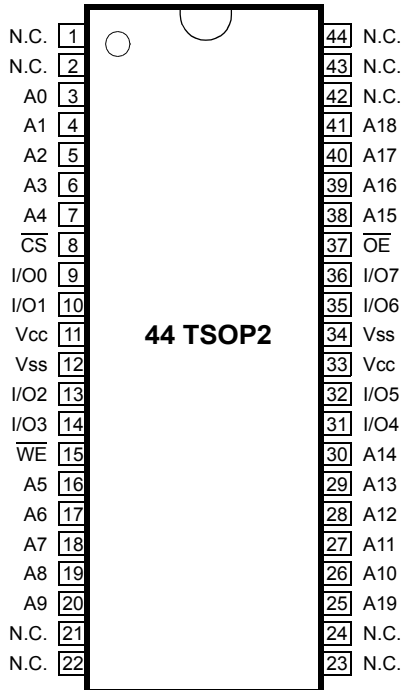 N.C. 1 44 N.C.
N.C. 2 43 N.C.
A0 3 42 N.C.
A1 4 41 A18
A2 5 40 A17
A3 6 39 A16
A4 7 38 A15
C̅S̅ 8 37 O̅E̅
I/O0 9 36 I/O7
I/O1 10 35 I/O6
Vcc 11 44 TSOP2 34 Vss
Vss 12 33 Vcc
I/O2 13 32 I/O5
I/O3 14 31 I/O4
W̅E̅ 15 30 A14
A5 16 29 A13
A6 17 28 A12
A7 18 27 A11
A8 19 26 A10
A9 20 25 A19
N.C. 21 24 N.C.
N.C. 22 23 N.C.